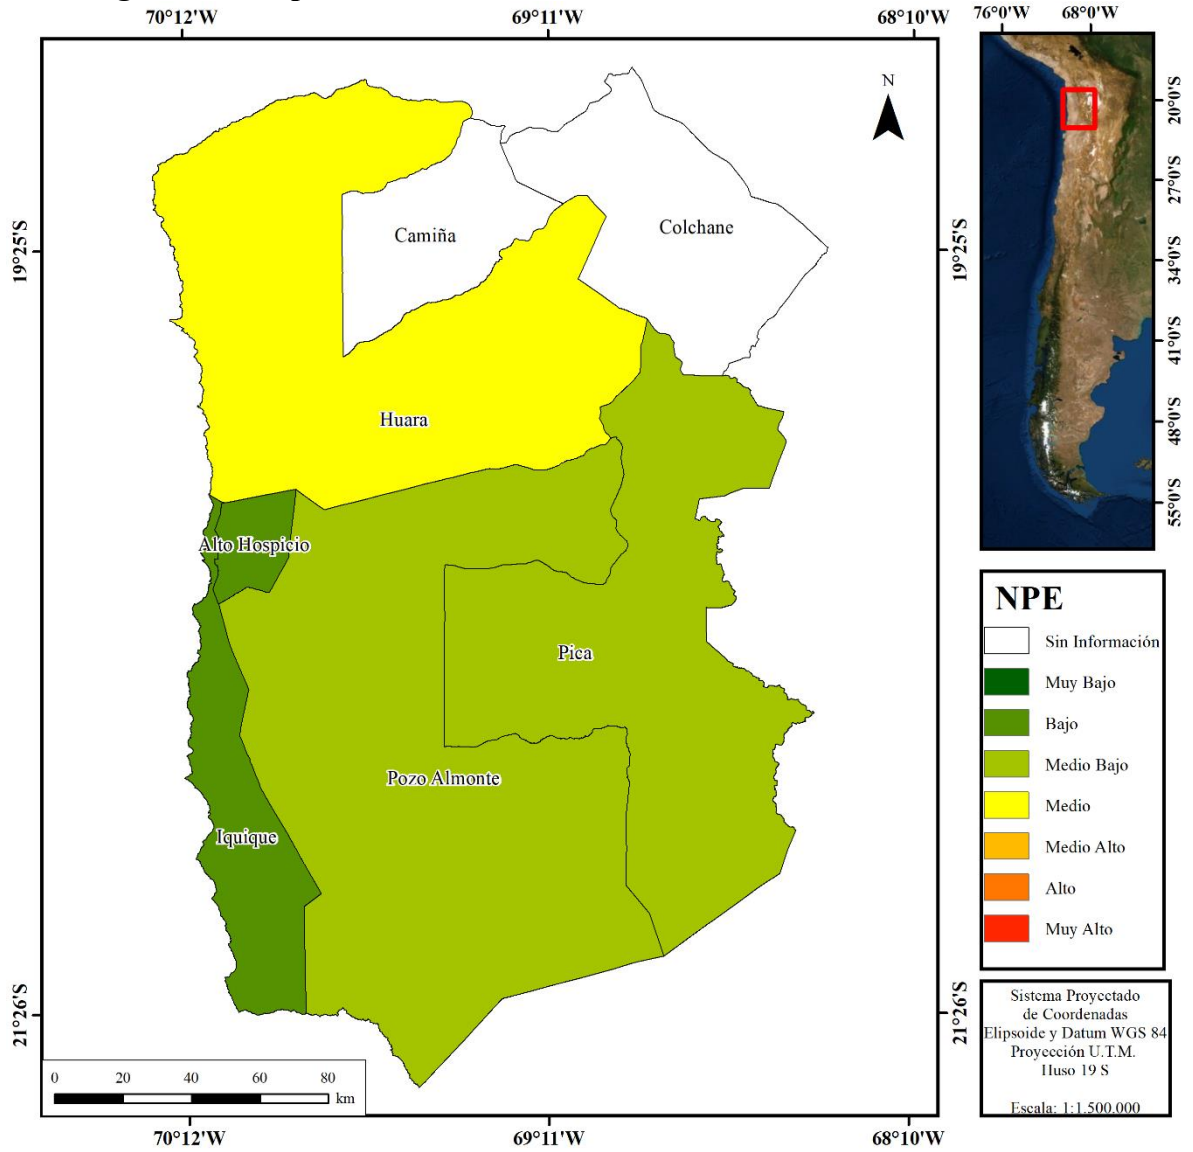 70°12'W
69°11'W
68°10'W
76°0'W
68°0'W
N
19°25'S
19°25'S
20°0'S
27°0'S
34°0'S
41°0'S
48°0'S
55°0'S
Camiña
Colchane
Huara
Alto Hospicio
Pica
Pozo Almonte
Iquique
NPE
Sin Información
Muy Bajo
Bajo
Medio Bajo
Medio
Medio Alto
Alto
Muy Alto
21°26'S
21°26'S
Sistema Proyectado
de Coordenadas
Elipsoide y Datum WGS 84
Proyección U.T.M.
Huso 19 S
Escala: 1:1.500.000
0
20
40
60
80
km
70°12'W
69°11'W
68°10'W